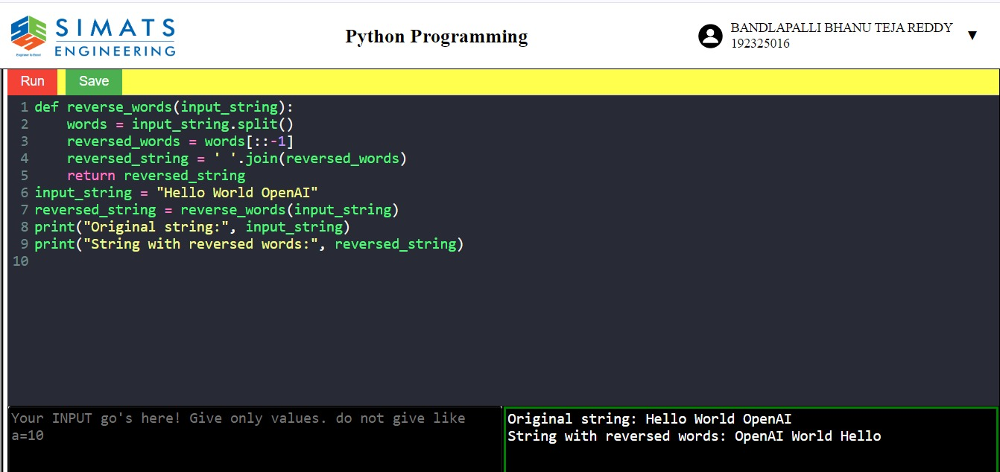 SIMATS
ENGINEERING
Engineer to Excel
Python Programming
BANDLAPALLI BHANU TEJA REDDY
192325016
▼
Run Save
1 def reverse_words(input_string):
2     words = input_string.split()
3     reversed_words = words[::-1]
4     reversed_string = ' '.join(reversed_words)
5     return reversed_string
6 input_string = "Hello World OpenAI"
7 reversed_string = reverse_words(input_string)
8 print("Original string:", input_string)
9 print("String with reversed words:", reversed_string)
10
Your INPUT go's here! Give only values. do not give like
a=10
Original string: Hello World OpenAI
String with reversed words: OpenAI World Hello